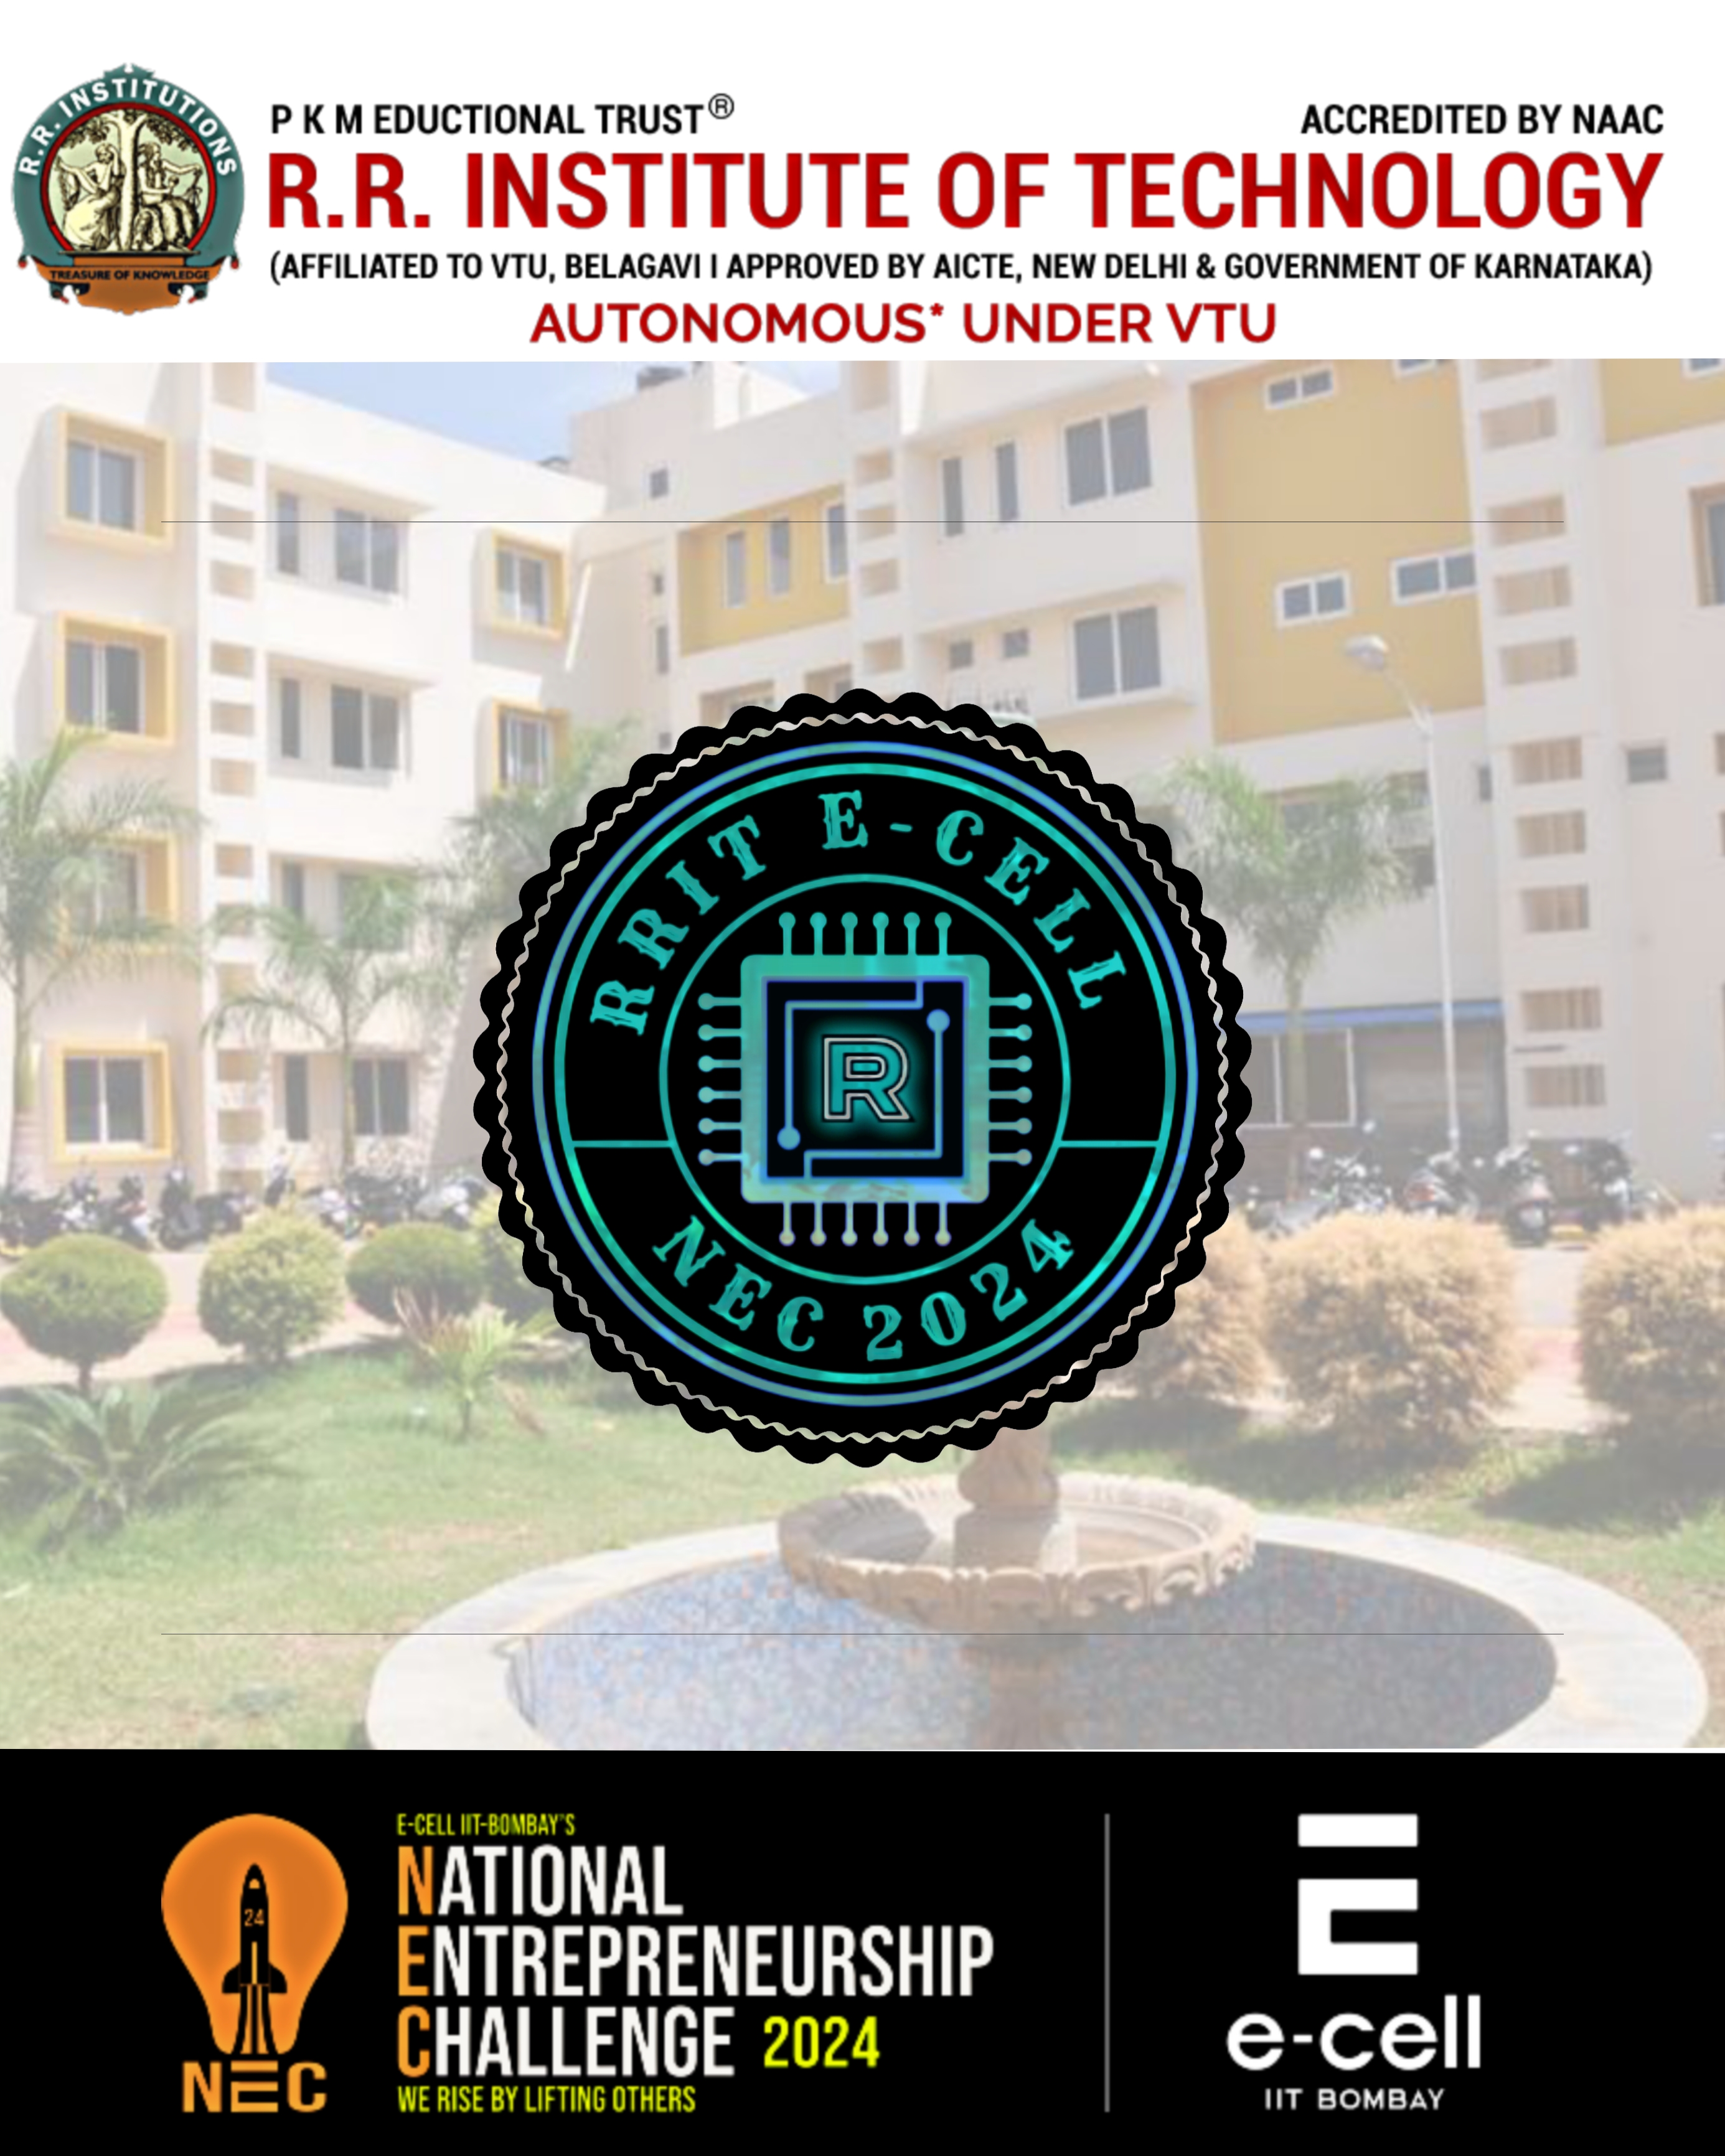 R.R. INSTITUTIONS
TREASURE OF KNOWLEDGE
P K M EDUCTIONAL TRUST®
ACCREDITED BY NAAC
R.R. INSTITUTE OF TECHNOLOGY
(AFFILIATED TO VTU, BELAGAVI I APPROVED BY AICTE, NEW DELHI & GOVERNMENT OF KARNATAKA)
AUTONOMOUS* UNDER VTU
RRIT E-CELL
R
NEC 2024
24
NEC
E-CELL IIT-BOMBAY'S
NATIONAL
ENTREPRENEURSHIP
CHALLENGE 2024
WE RISE BY LIFTING OTHERS
E
e-cell
IIT BOMBAY